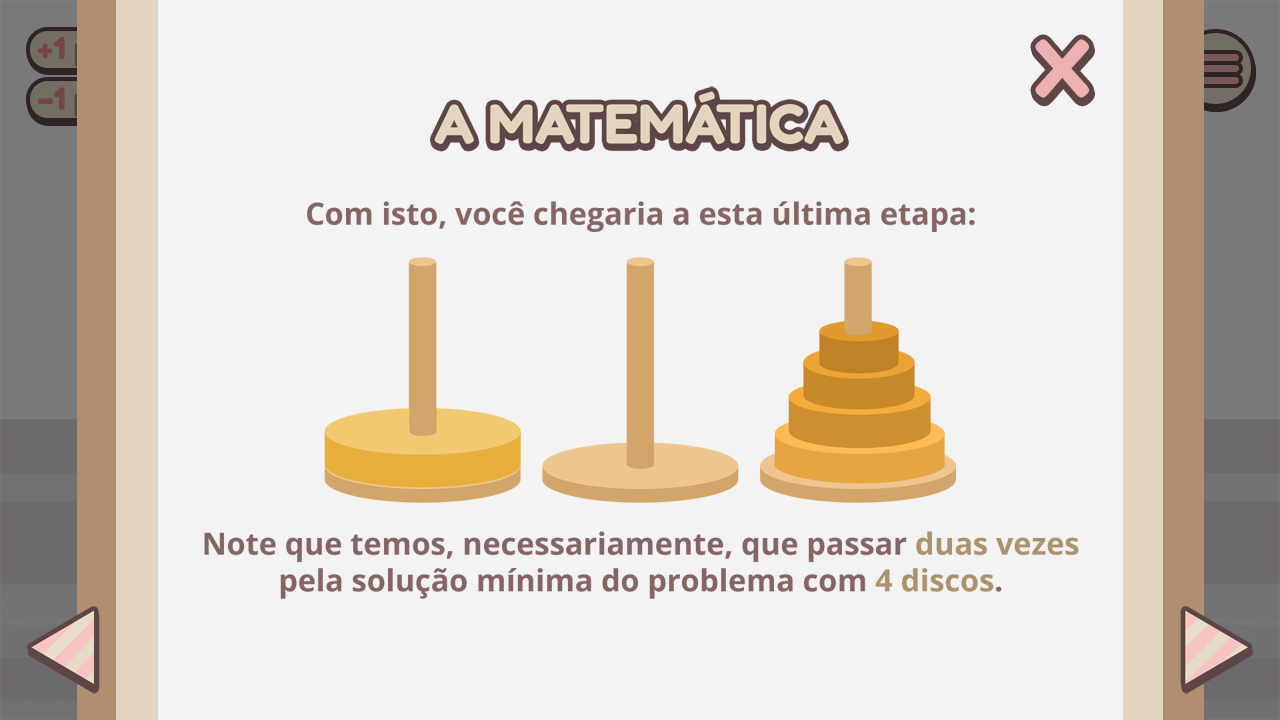 +1
-1
A MATEMÁTICA
Com isto, você chegaria a esta última etapa:
Note que temos, necessariamente, que passar duas vezes
pela solução mínima do problema com 4 discos.